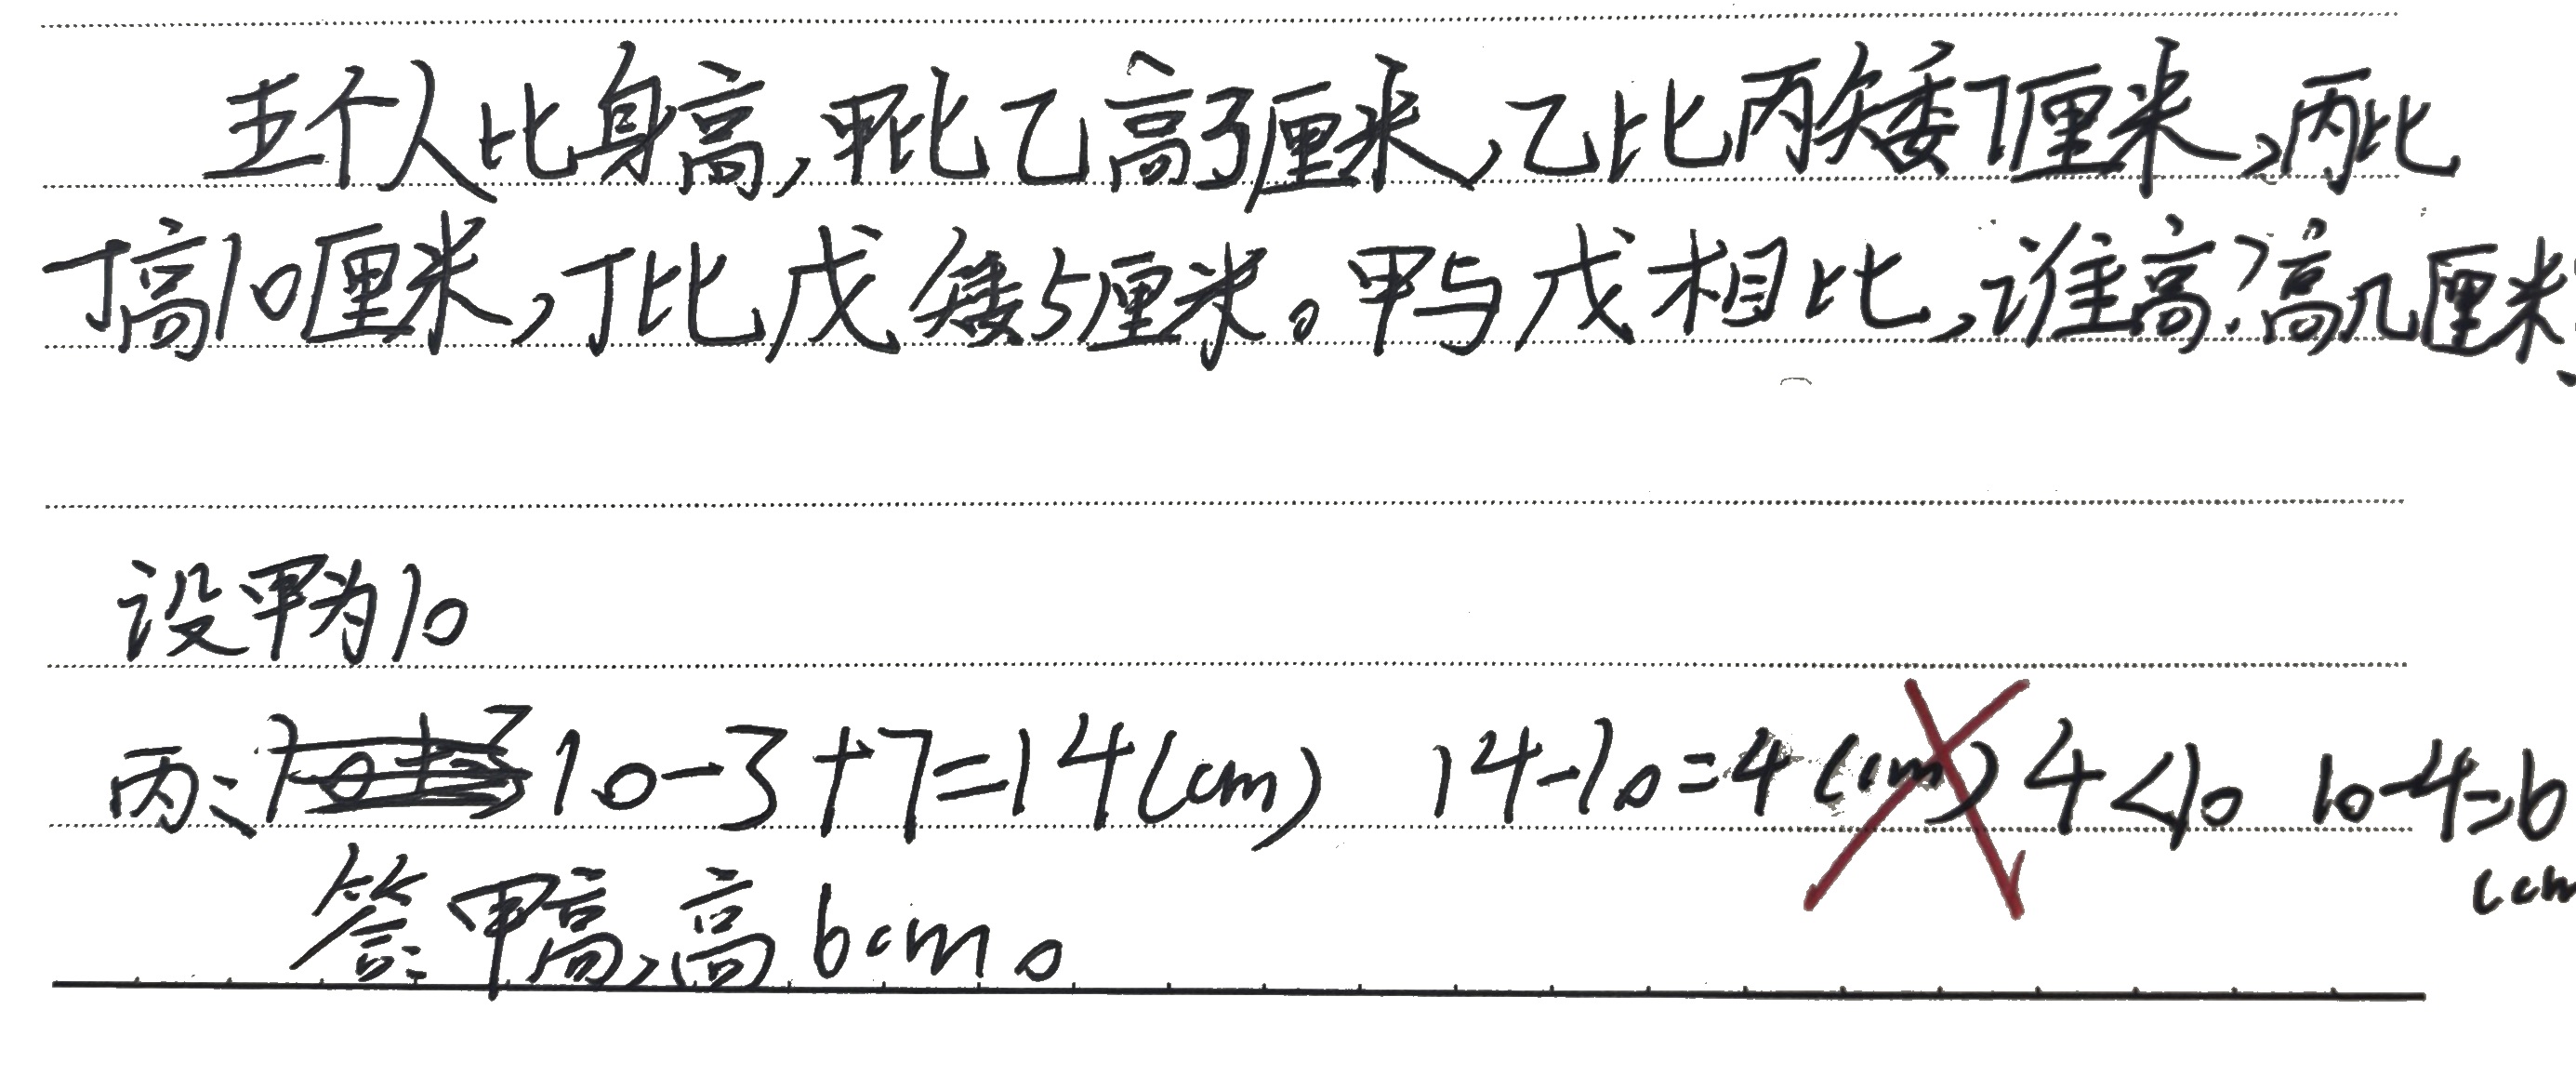 五个人比身高,甲比乙高3厘米,乙比丙矮7厘米,丙比
丁高10厘米,丁比戊矮5厘米。甲与戊相比,谁高?高几厘米?
设甲为10
丙: 10-3+7=14(cm) 14-10=4(cm) 4<10 10-4=6
(cm
答:甲高,高6cm。